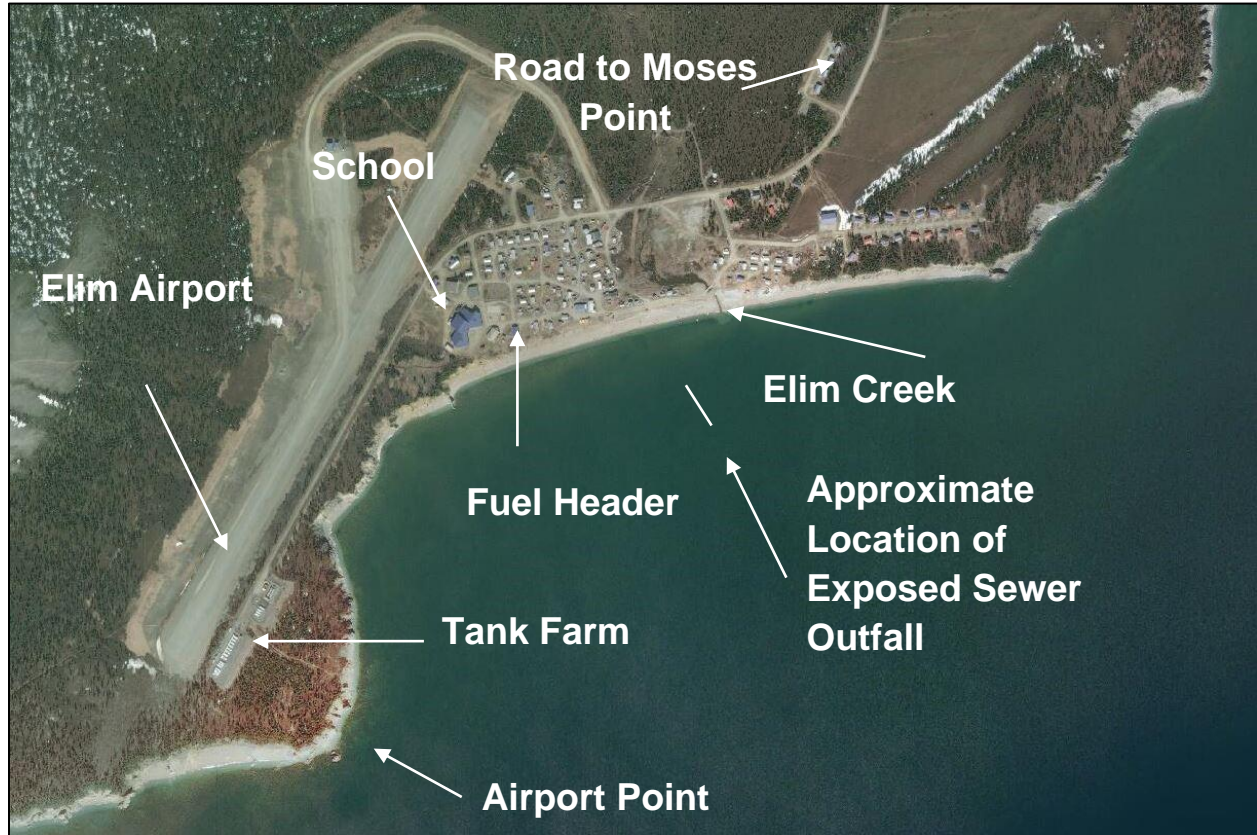 Road to Moses
Point
School
Elim Airport
Elim Creek
Fuel Header
Approximate
Location of
Exposed Sewer
Outfall
Tank Farm
Airport Point